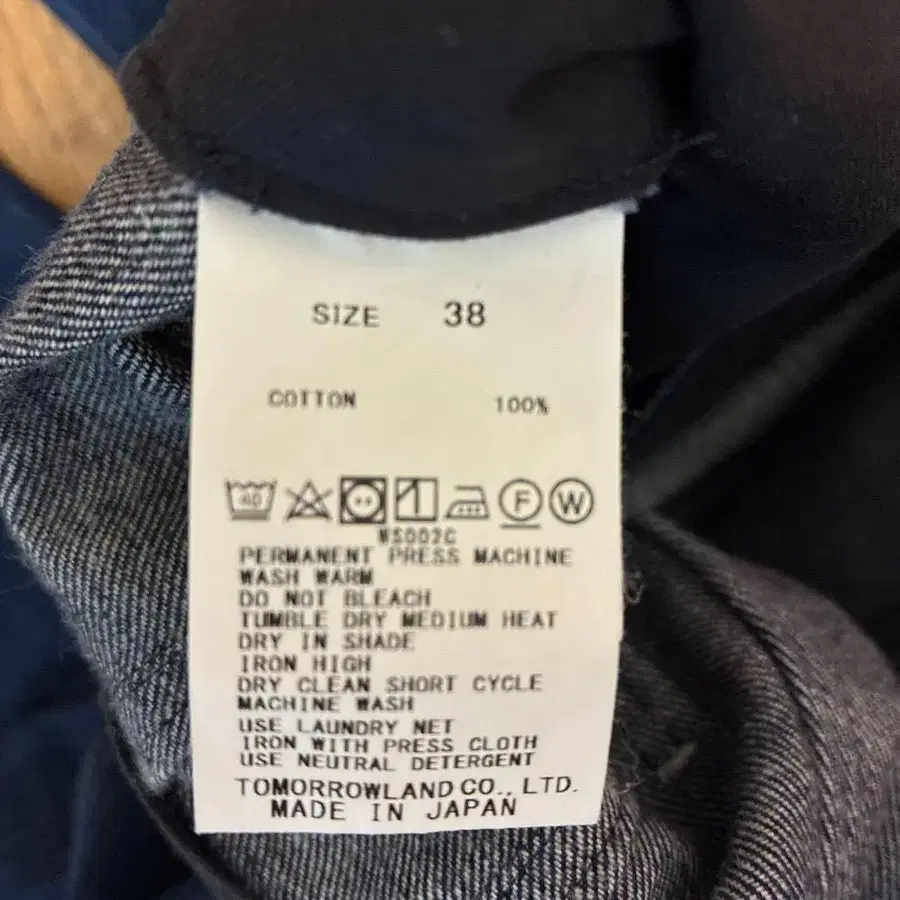 SIZE 38
COTTON 100%
40 F W
WS002C
PERMANENT PRESS MACHINE
WASH WARM
DO NOT BLEACH
TUMBLE DRY MEDIUM HEAT
DRY IN SHADE
IRON HIGH
DRY CLEAN SHORT CYCLE
MACHINE WASH
USE LAUNDRY NET
IRON WITH PRESS CLOTH
USE NEUTRAL DETERGENT
TOMORROWLAND CO., LTD.
MADE IN JAPAN